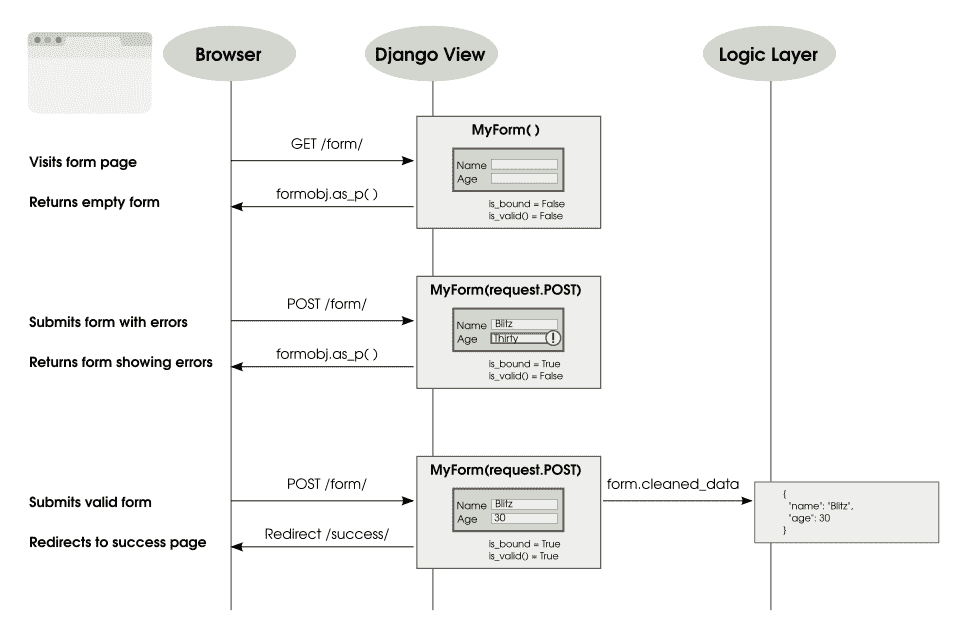 Browser
Django View
Logic Layer
MyForm( )
GET /form/
Visits form page
Name
Age
formobj.as_p( )
Returns empty form
is_bound = False
is_valid() = False
MyForm(request.POST)
POST /form/
Submits form with errors
Name Blitz
Age Thirty !
formobj.as_p( )
Returns form showing errors
is_bound = True
is_valid() = False
MyForm(request.POST)
POST /form/
form.cleaned_data
Submits valid form
Name Blitz
Age 30
{
"name": "Blitz",
"age": 30
}
Redirect /success/
Redirects to success page
is_bound = True
is_valid() = True